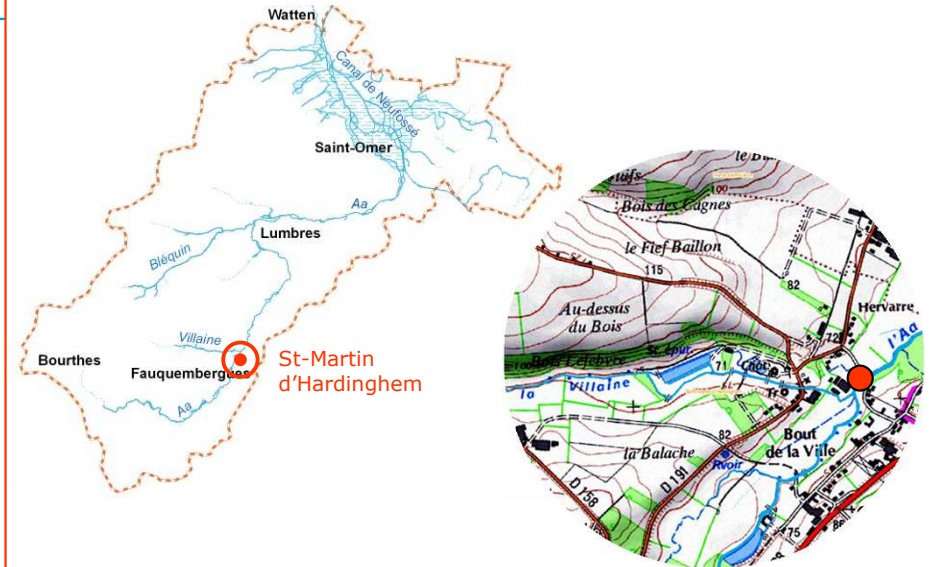 Watten
Canal de Neufossé
Saint-Omer
Aa
Lumbres
Bléquin
Villaine
Bourthes
Fauquembergues
Aa
St-Martin
d'Hardinghem
100
Bois des Cagnes
le Fief Baillon
115
82
Hervarre
Au-dessus
du Bois
72
l'Aa
Bois Lefebvre
St. épur.
71
Chât.
la Villaine
82
Bout
de la Ville
la Balache
Rvoir
D 191
D 158
75